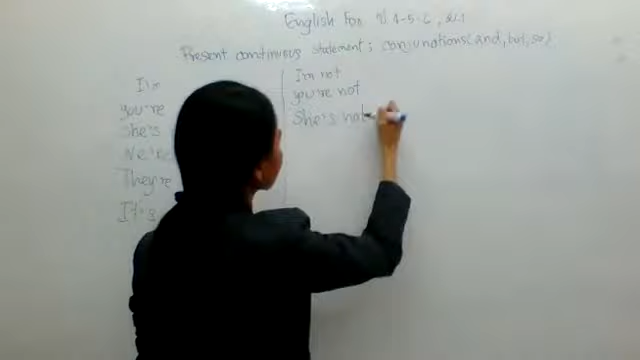 English For
Present continuous statement : conjunations (and, but, so)
I'm
you're
She's
We're
They're
It's
I'm not
you're not
She's not